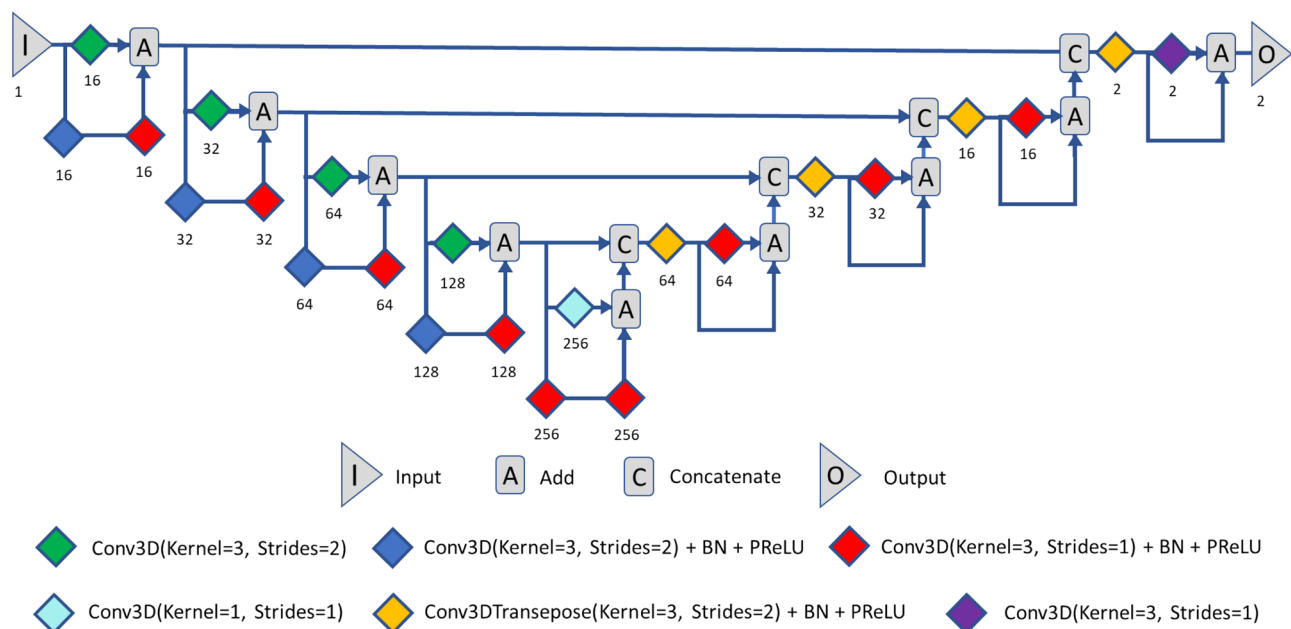 I A C A O
1 16 2 2 2
16 16 32 A C A
16 16
64 A C A 32 32
32 32
128 A C A
64 64 64 64
A
256
128 128
256 256
I Input A Add C Concatenate O Output
Conv3D(Kernel=3, Strides=2) Conv3D(Kernel=3, Strides=2) + BN + PReLU Conv3D(Kernel=3, Strides=1) + BN + PReLU
Conv3D(Kernel=1, Strides=1) Conv3DTransepose(Kernel=3, Strides=2) + BN + PReLU Conv3D(Kernel=3, Strides=1)